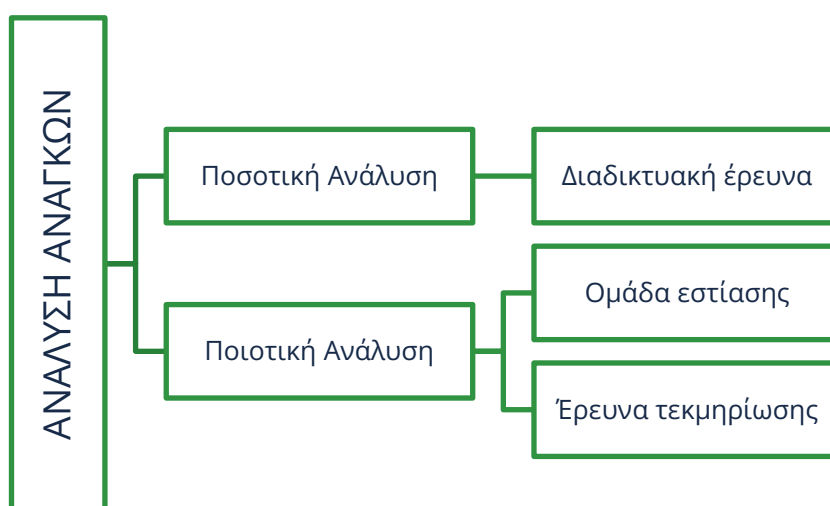 ΑΝΑΛΥΣΗ ΑΝΑΓΚΩΝ
Ποσοτική Ανάλυση
Διαδικτυακή έρευνα
Ποιοτική Ανάλυση
Ομάδα εστίασης
Έρευνα τεκμηρίωσης